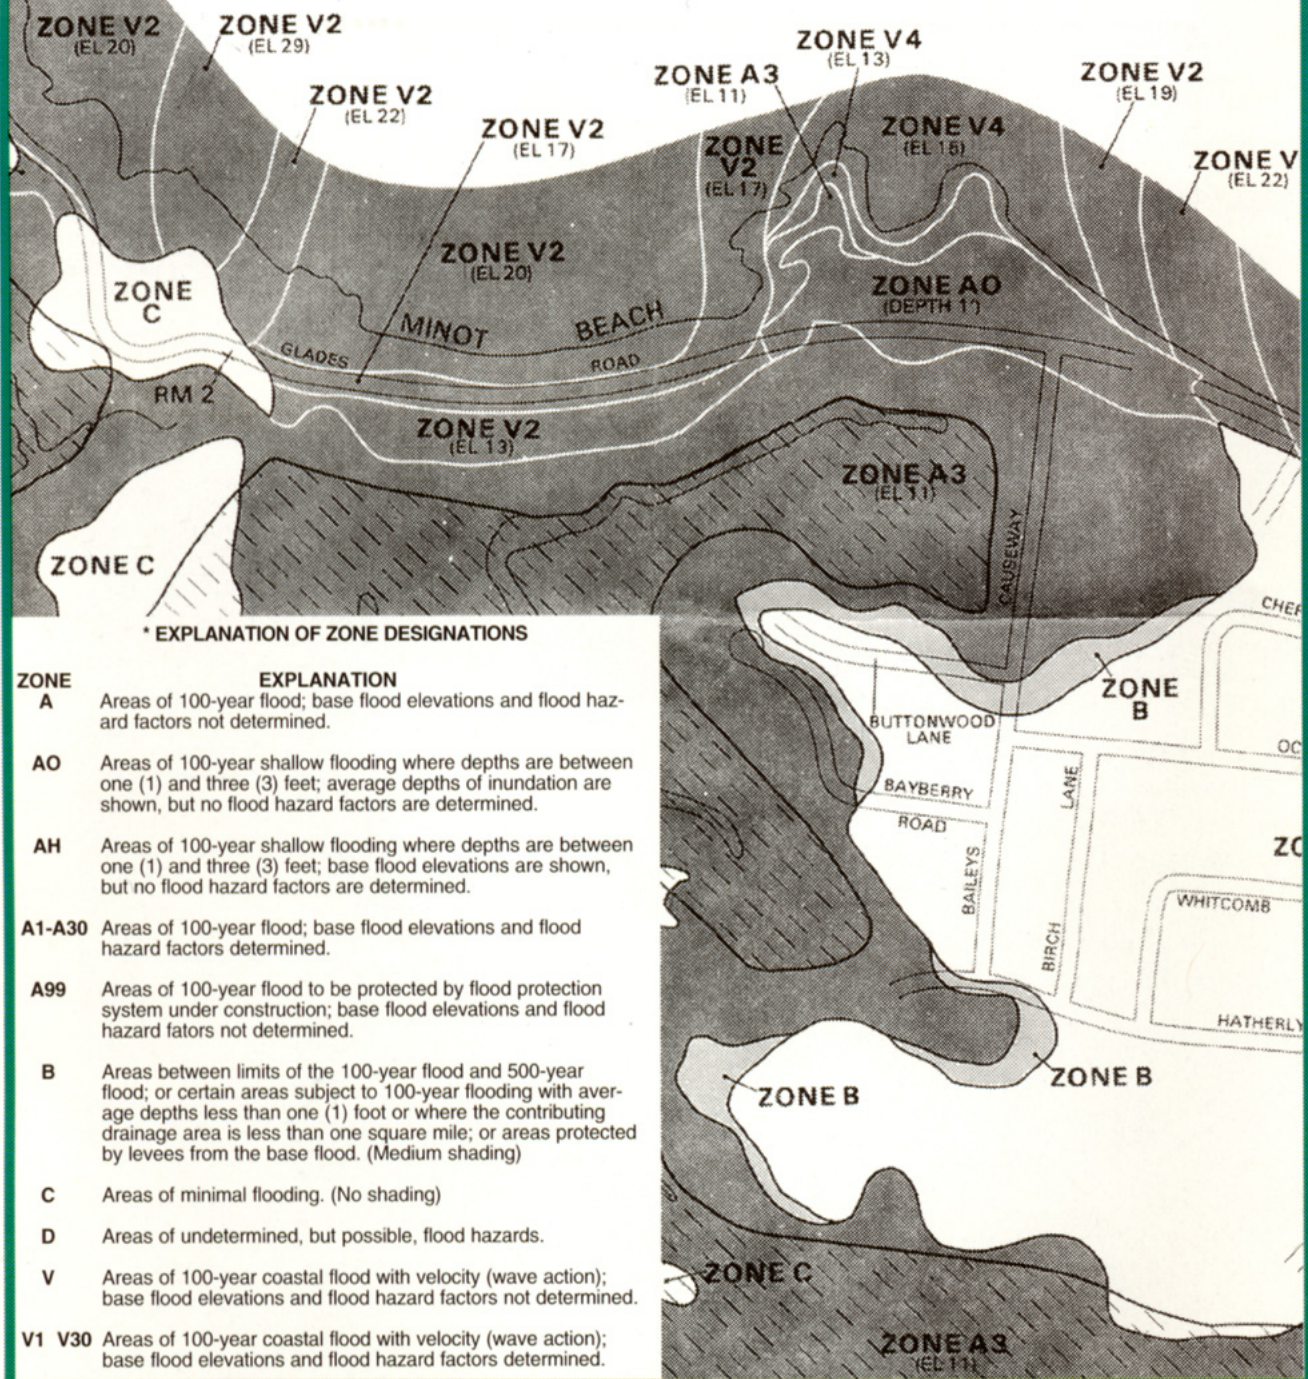 ZONE V2
(EL 20)
ZONE V2
(EL 29)
ZONE V2
(EL 22)
ZONE V2
(EL 17)
ZONE A3
(EL 11)
ZONE V4
(EL 13)
ZONE V2
(EL 19)
ZONE V
(EL 22)
ZONE
V2
(EL 17)
ZONE V4
ZONE V2
(EL 20)
ZONE
C
ZONE AO
(DEPTH 1')
MINOT BEACH
GLADES ROAD
RM 2
ZONE V2
(EL 13)
ZONE A3
(EL 11)
CAUSEWAY
ZONE C
CHER
ZONE
B
BUTTONWOOD
LANE
OC
BAYBERRY
ROAD
LANE
BIRCH
BAILEYS
ZO
WHITCOMB
HATHERLY
ZONE B
ZONE B
ZONE C
ZONE A3
(EL 11)
* EXPLANATION OF ZONE DESIGNATIONS
ZONE EXPLANATION
A Areas of 100-year flood; base flood elevations and flood haz-
ard factors not determined.
AO Areas of 100-year shallow flooding where depths are between
one (1) and three (3) feet; average depths of inundation are
shown, but no flood hazard factors are determined.
AH Areas of 100-year shallow flooding where depths are between
one (1) and three (3) feet; base flood elevations are shown,
but no flood hazard factors are determined.
A1-A30 Areas of 100-year flood; base flood elevations and flood
hazard factors determined.
A99 Areas of 100-year flood to be protected by flood protection
system under construction; base flood elevations and flood
hazard fators not determined.
B Areas between limits of the 100-year flood and 500-year
flood; or certain areas subject to 100-year flooding with aver-
age depths less than one (1) foot or where the contributing
drainage area is less than one square mile; or areas protected
by levees from the base flood. (Medium shading)
C Areas of minimal flooding. (No shading)
D Areas of undetermined, but possible, flood hazards.
V Areas of 100-year coastal flood with velocity (wave action);
base flood elevations and flood hazard factors not determined.
V1 V30 Areas of 100-year coastal flood with velocity (wave action);
base flood elevations and flood hazard factors determined.